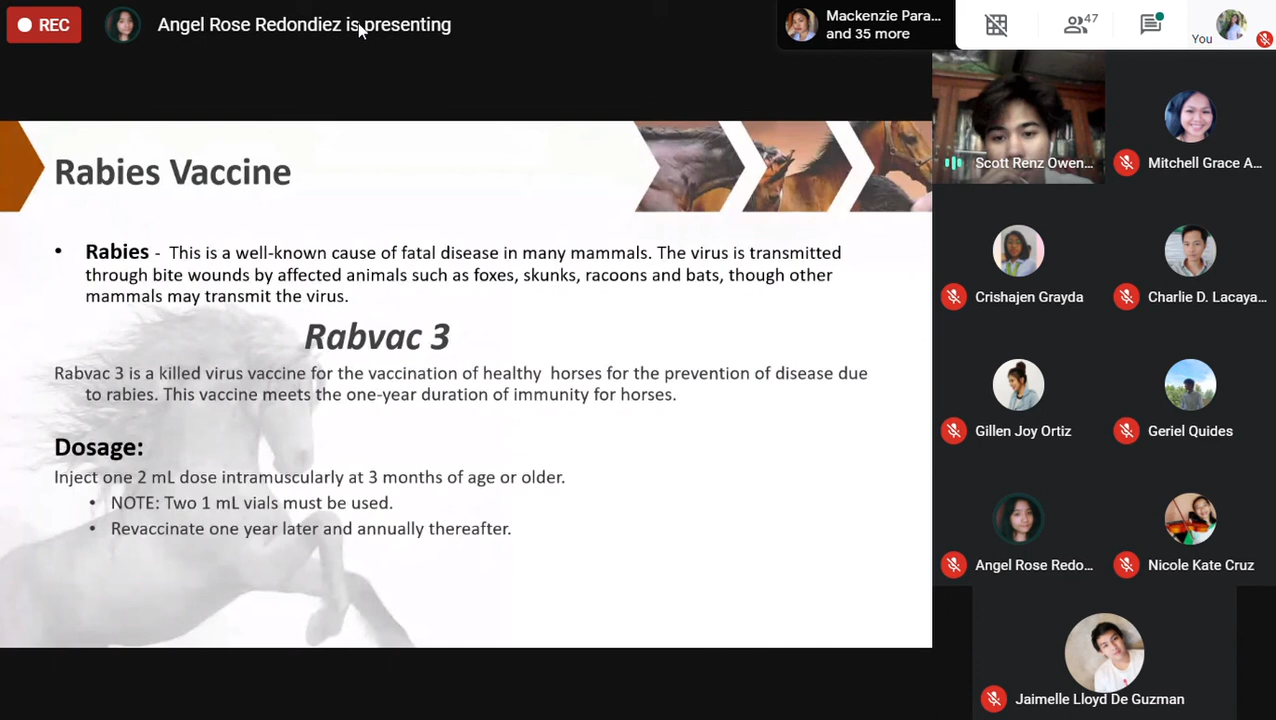 REC
Angel Rose Redondiez is presenting
Mackenzie Para...
and 35 more
47
You
Rabies Vaccine
• Rabies - This is a well-known cause of fatal disease in many mammals. The virus is transmitted
through bite wounds by affected animals such as foxes, skunks, racoons and bats, though other
mammals may transmit the virus.
Rabvac 3
Rabvac 3 is a killed virus vaccine for the vaccination of healthy horses for the prevention of disease due
to rabies. This vaccine meets the one-year duration of immunity for horses.
Dosage:
Inject one 2 mL dose intramuscularly at 3 months of age or older.
• NOTE: Two 1 mL vials must be used.
• Revaccinate one year later and annually thereafter.
Scott Renz Owen...
Mitchell Grace A...
Crishajen Grayda
Charlie D. Lacaya...
Gillen Joy Ortiz
Geriel Quides
Angel Rose Redo...
Nicole Kate Cruz
Jaimelle Lloyd De Guzman